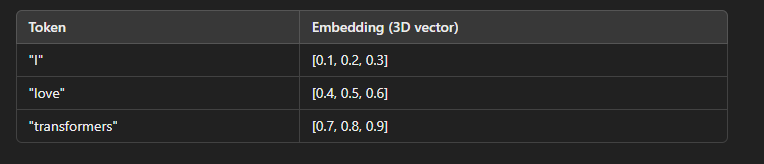 Token Embedding (3D vector)
"I" [0.1, 0.2, 0.3]
"love" [0.4, 0.5, 0.6]
"transformers" [0.7, 0.8, 0.9]